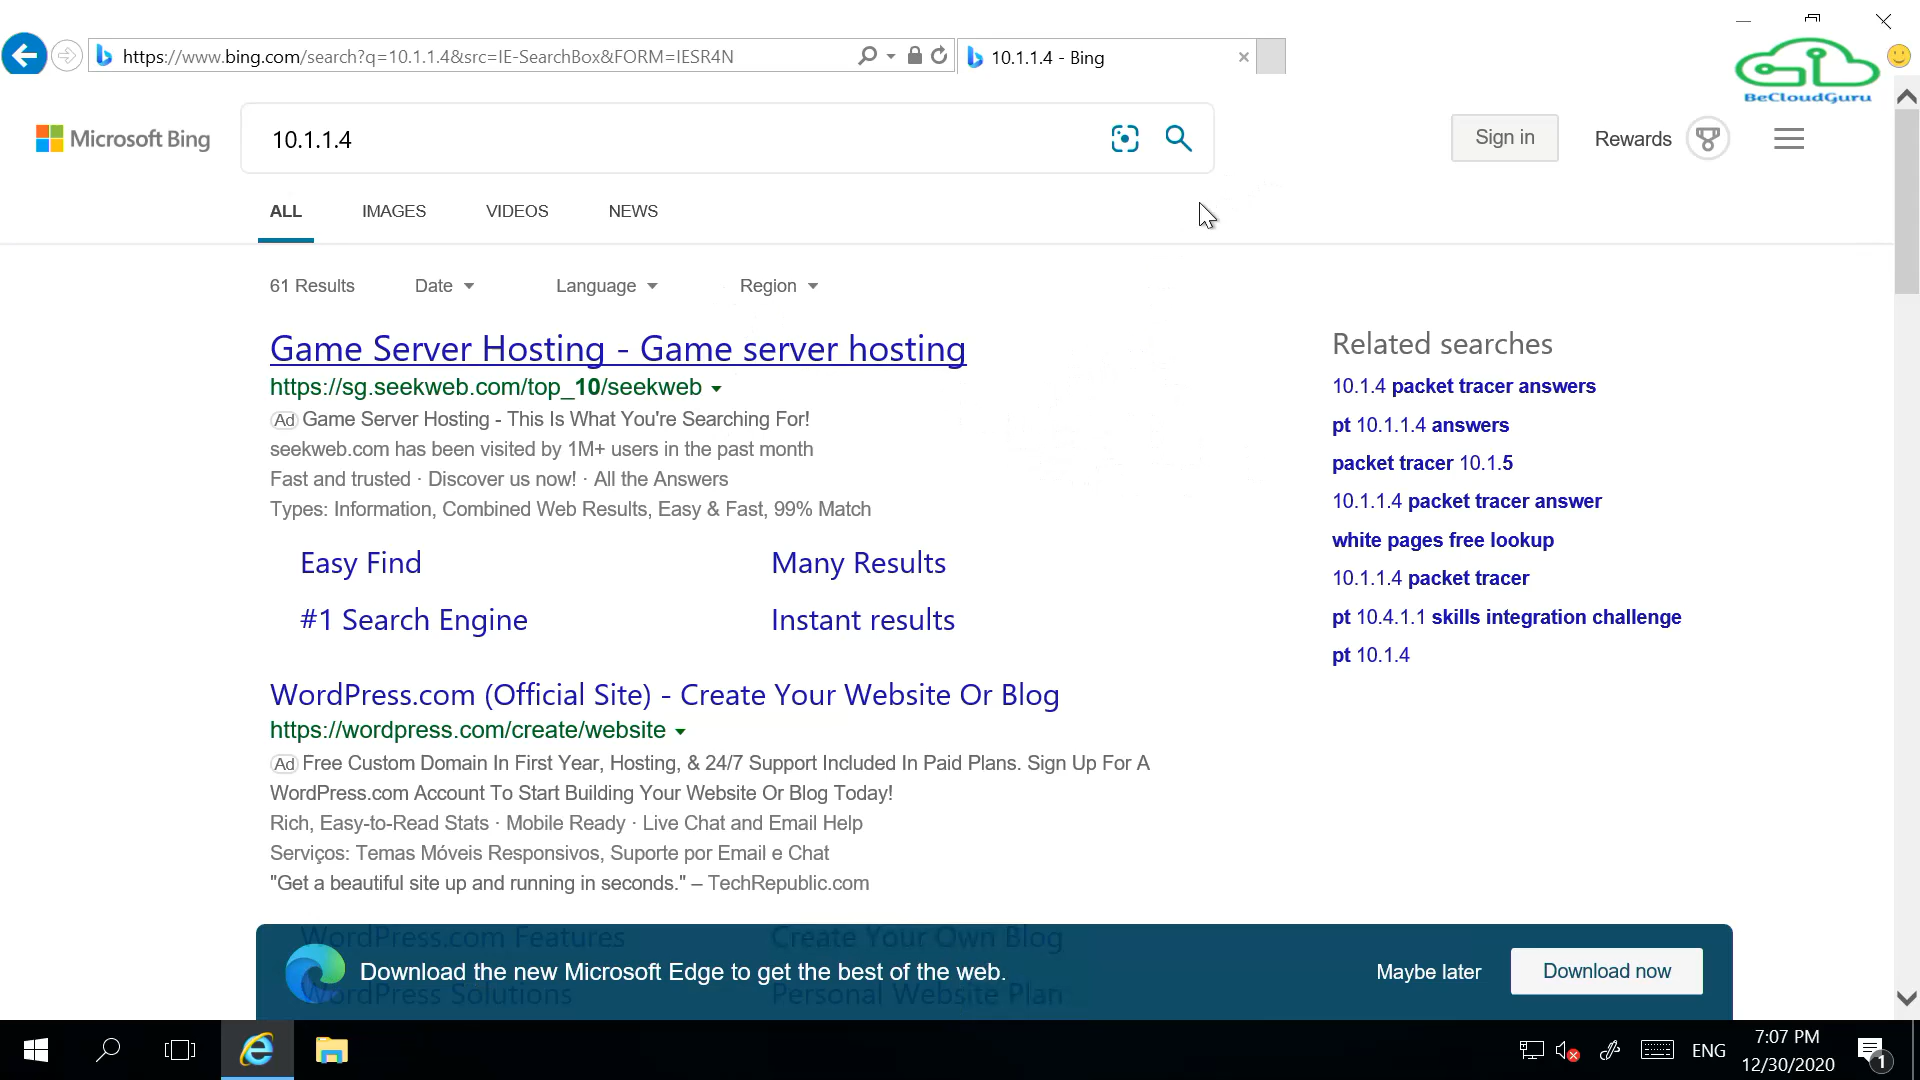 https://www.bing.com/search?q=10.1.1.4&src=IE-SearchBox&FORM=IESR4N
10.1.1.4 - Bing
BeCloudGuru
Microsoft Bing
10.1.1.4
Sign in
Rewards
ALL
IMAGES
VIDEOS
NEWS
61 Results
Date
Language
Region
Game Server Hosting - Game server hosting
https://sg.seekweb.com/top_10/seekweb
Ad Game Server Hosting - This Is What You're Searching For!
seekweb.com has been visited by 1M+ users in the past month
Fast and trusted · Discover us now! · All the Answers
Types: Information, Combined Web Results, Easy & Fast, 99% Match
Easy Find
Many Results
#1 Search Engine
Instant results
WordPress.com (Official Site) - Create Your Website Or Blog
https://wordpress.com/create/website
Ad Free Custom Domain In First Year, Hosting, & 24/7 Support Included In Paid Plans. Sign Up For A
WordPress.com Account To Start Building Your Website Or Blog Today!
Rich, Easy-to-Read Stats · Mobile Ready · Live Chat and Email Help
Serviços: Temas Móveis Responsivos, Suporte por Email e Chat
"Get a beautiful site up and running in seconds." – TechRepublic.com
WordPress.com Features
Create Your Own Blog
WordPress Solutions
Personal Website Plan
Related searches
10.1.4 packet tracer answers
pt 10.1.1.4 answers
packet tracer 10.1.5
10.1.1.4 packet tracer answer
white pages free lookup
10.1.1.4 packet tracer
pt 10.4.1.1 skills integration challenge
pt 10.1.4
Download the new Microsoft Edge to get the best of the web.
Maybe later
Download now
ENG
7:07 PM
12/30/2020
1